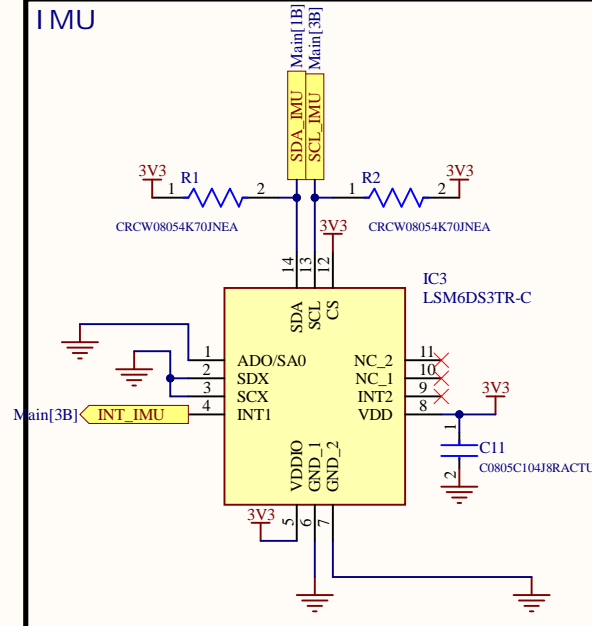 IMU
Main[1B]
Main[3B]
SDA_IMU
SCL_IMU
3V3
R1
1
2
CRCW08054K70JNEA
R2
1
2
3V3
CRCW08054K70JNEA
3V3
14
13
12
SDA
SCL
CS
IC3
LSM6DS3TR-C
1
ADO/SA0
2
SDX
3
SCX
4
INT1
Main[3B]
INT_IMU
NC_2
11
NC_1
10
INT2
9
VDD
8
3V3
1
C11
2
C0805C104J8RACTU
VDDIO
GND_1
GND_2
3V3
5
6
7